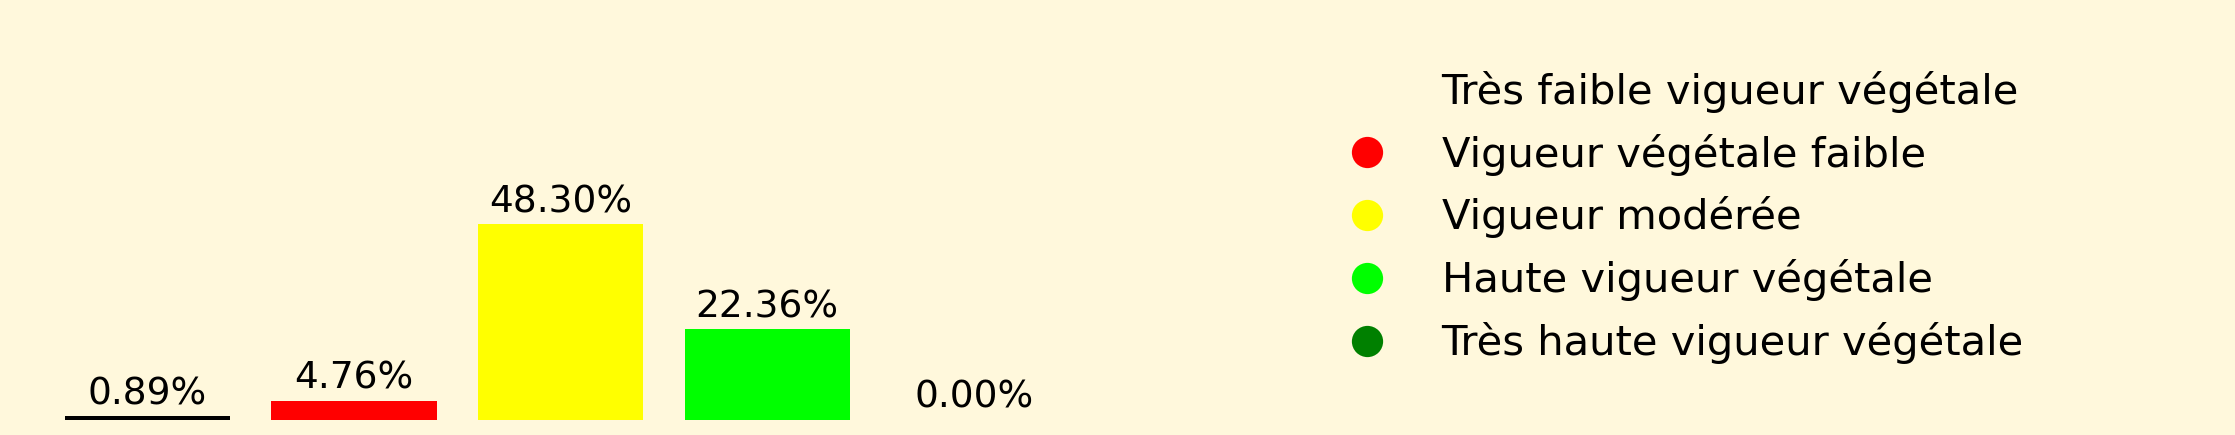 0.89%
4.76%
48.30%
22.36%
0.00%
Très faible vigueur végétale
Vigueur végétale faible
Vigueur modérée
Haute vigueur végétale
Très haute vigueur végétale